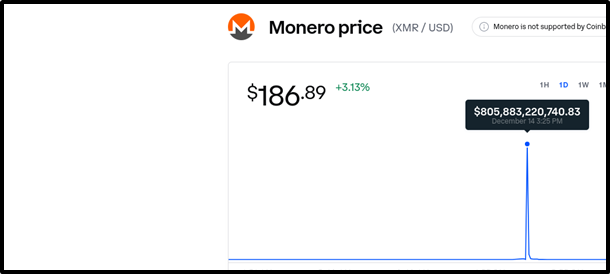 Monero price (XMR / USD) Monero is not supported by Coinb
$186.89 +3.13% 1H 1D 1W 1M
$805,883,220,740.83
December 14 3:25 PM